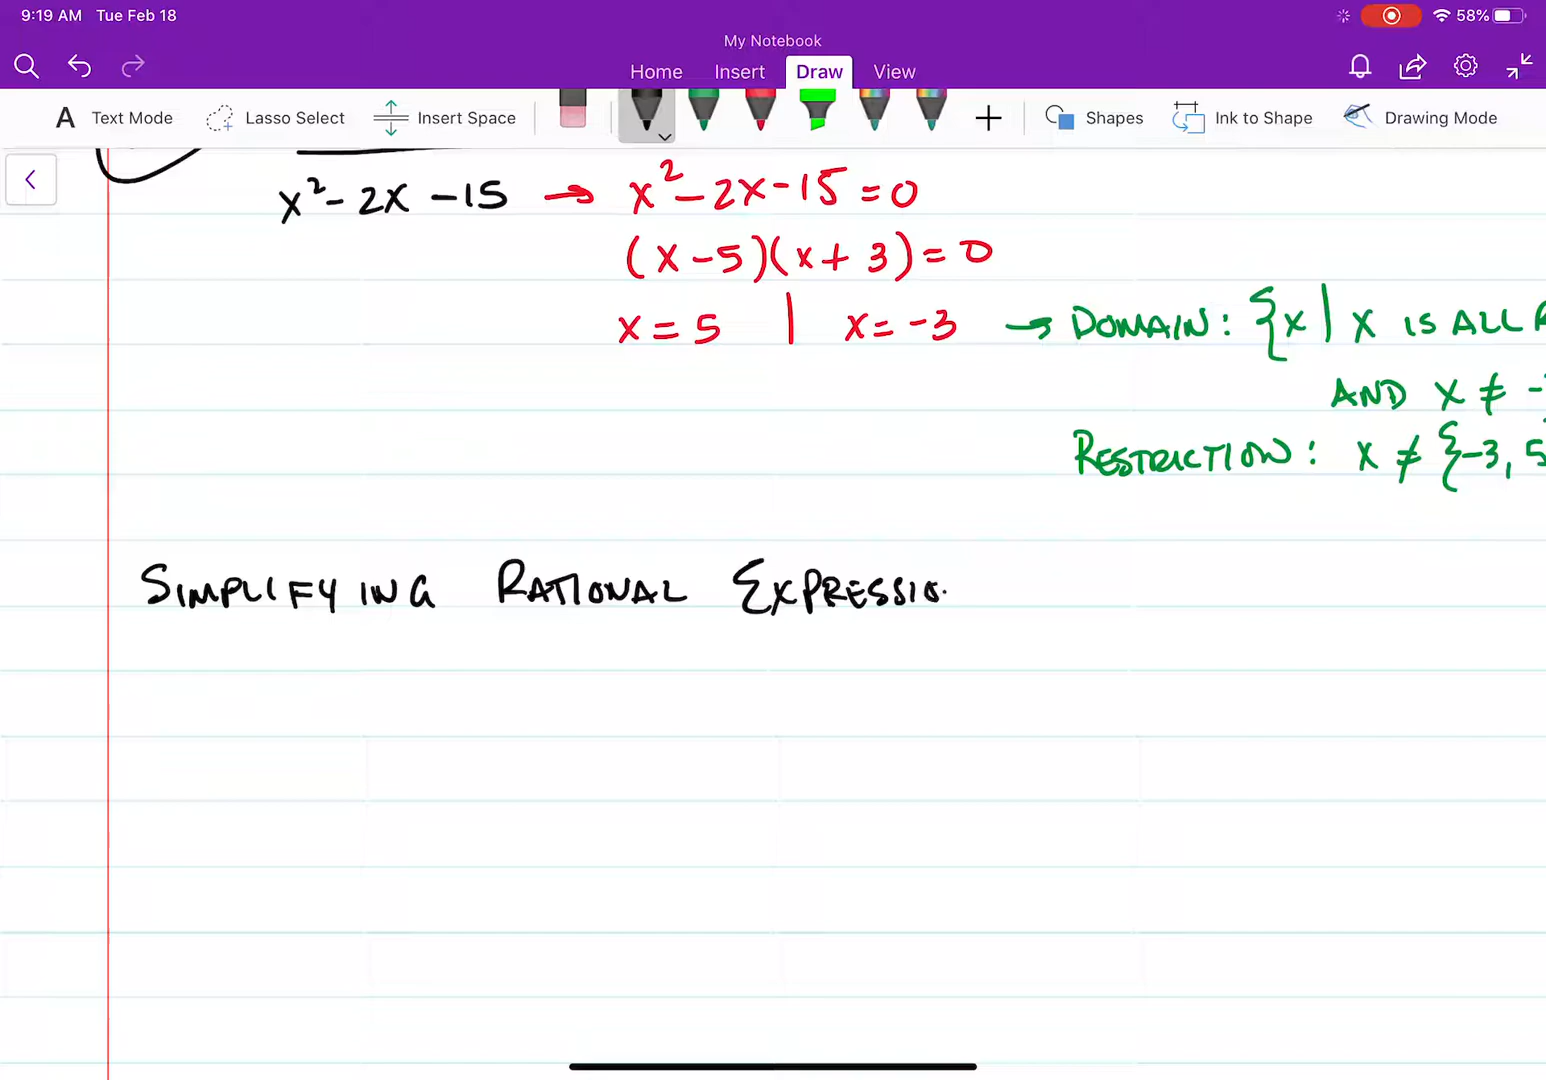 9:19 AM Tue Feb 18
58%
My Notebook
Home Insert Draw View
A Text Mode Lasso Select Insert Space Shapes Ink to Shape Drawing Mode
x² - 2x - 15 → x² - 2x - 15 = 0
(x - 5)(x + 3) = 0
x = 5 | x = -3 → DOMAIN: {x | x IS ALL
AND x ≠ -
RESTRICTION: x ≠ {-3, 5
SIMPLIFYING RATIONAL EXPRESSIO